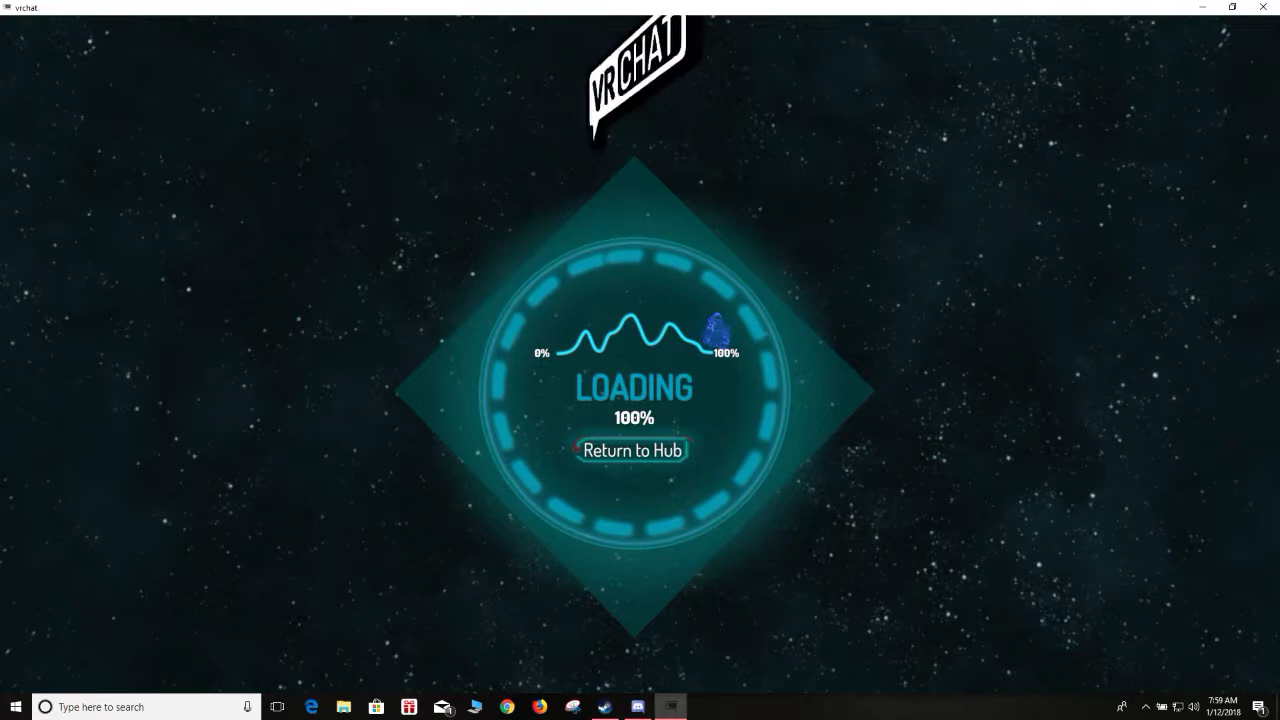 vrchat
VRCHAT
0%
100%
LOADING
100%
Return to Hub
Type here to search
7:59 AM
1/12/2018